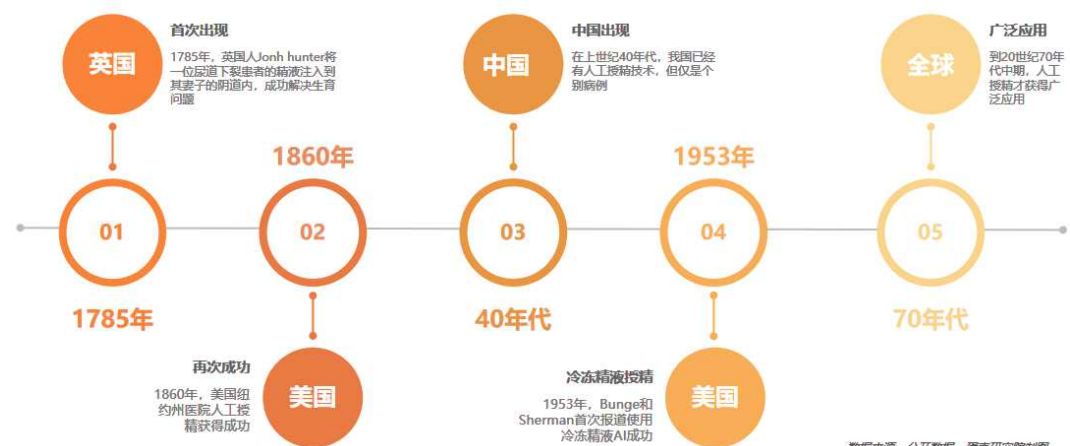 英国
首次出现
1785年，英国人Jonh hunter将
一位尿道下裂患者的精液注入到
其妻子的阴道内，成功解决生育
问题
中国
中国出现
在上世纪40年代，我国已经
有人工授精技术，但仅是个
别病例
全球
广泛应用
到20世纪70年
代中期，人工
授精才获得广
泛应用
1860年
1953年
01
02
03
04
05
1785年
40年代
70年代
再次成功
1860年，美国纽
约州医院人工授
精获得成功
美国
冷冻精液授精
1953年，Bunge和
Sherman首次报道使用
冷冻精液AI成功
美国